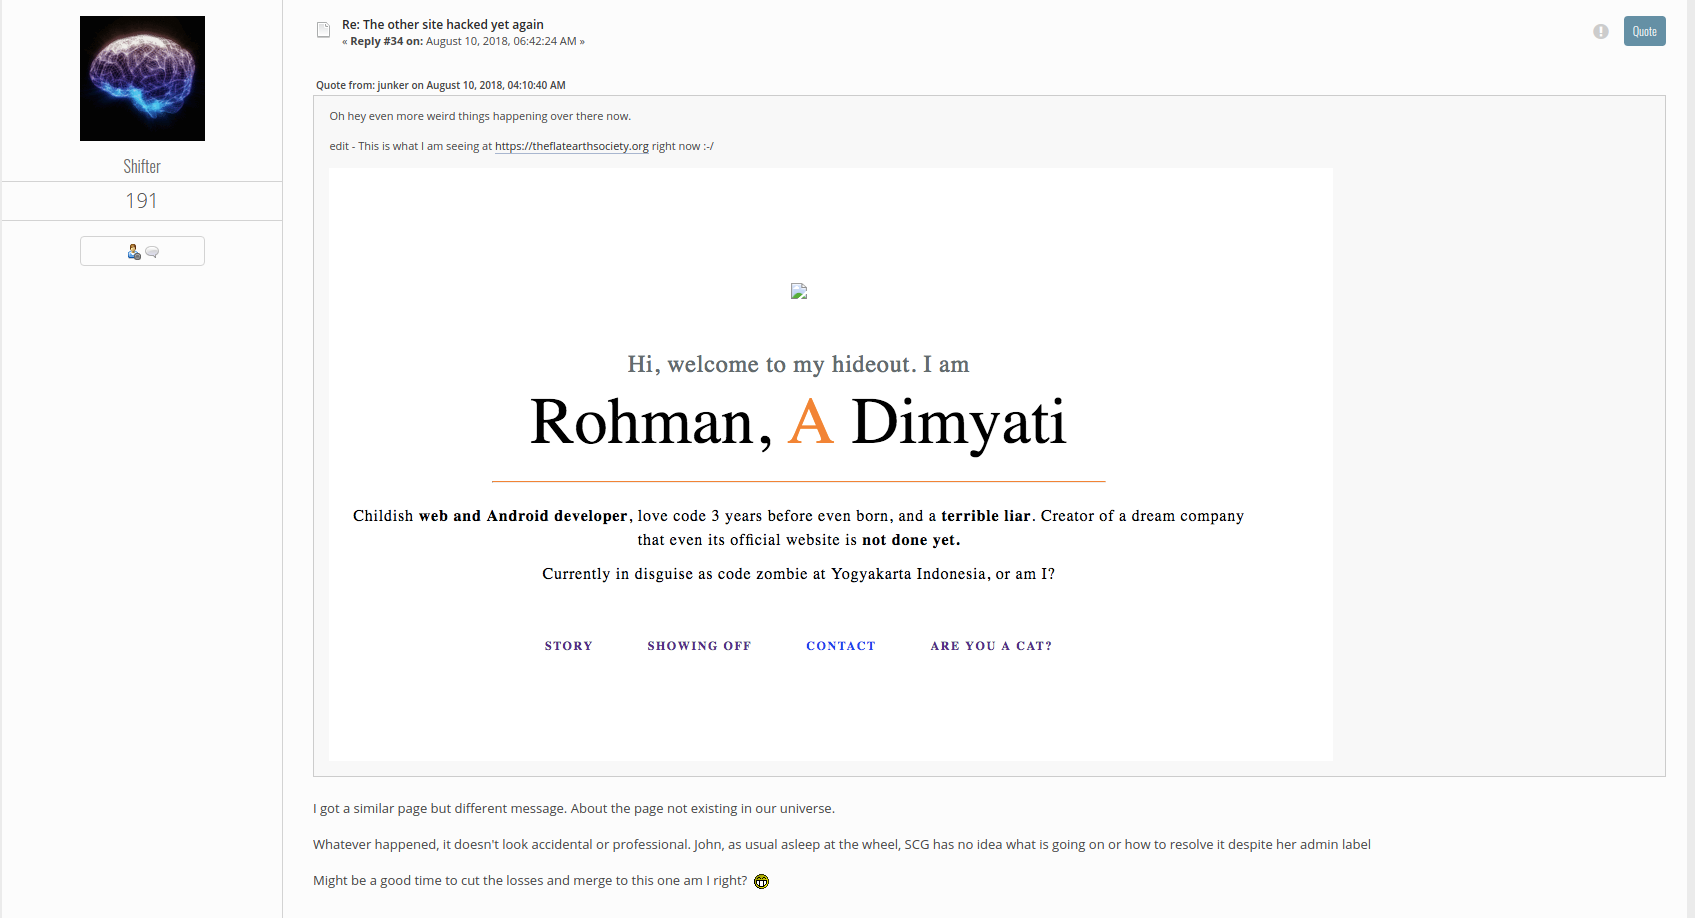 Shifter
191
Re: The other site hacked yet again
« Reply #34 on: August 10, 2018, 06:42:24 AM »
Quote
Quote from: junker on August 10, 2018, 04:10:40 AM
Oh hey even more weird things happening over there now.
edit - This is what I am seeing at https://theflatearthsociety.org right now :-/
Hi, welcome to my hideout. I am
Rohman, A Dimyati
Childish web and Android developer, love code 3 years before even born, and a terrible liar. Creator of a dream company
that even its official website is not done yet.
Currently in disguise as code zombie at Yogyakarta Indonesia, or am I?
STORY SHOWING OFF CONTACT ARE YOU A CAT?
I got a similar page but different message. About the page not existing in our universe.
Whatever happened, it doesn't look accidental or professional. John, as usual asleep at the wheel, SCG has no idea what is going on or how to resolve it despite her admin label
Might be a good time to cut the losses and merge to this one am I right?